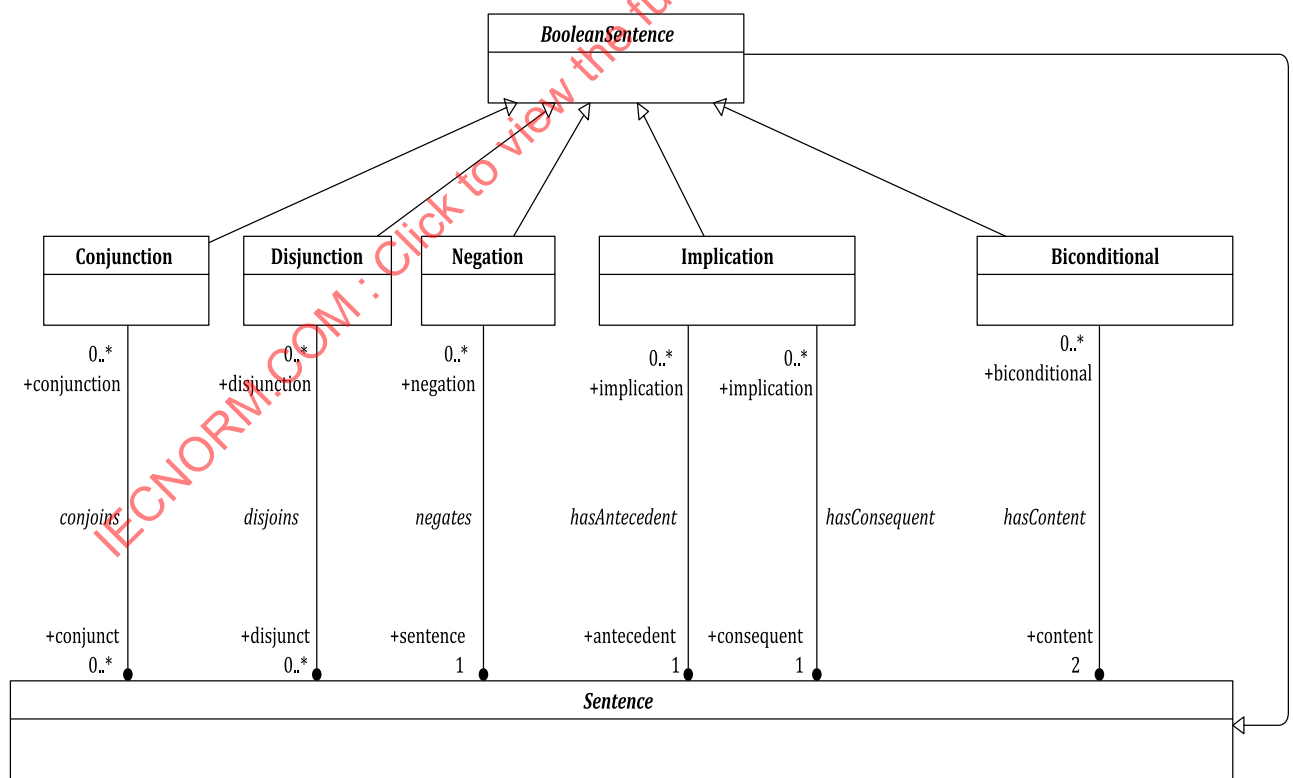 BooleanSentence
IECNORM.COM : Click to view the fu
Conjunction Disjunction Negation Implication Biconditional
0..* 0..* 0..* 0..* 0..* 0..*
+conjunction +disjunction +negation +implication +implication +biconditional
conjoins disjoins negates hasAntecedent hasConsequent hasContent
+conjunct +disjunct +sentence +antecedent +consequent +content
0..* 0..* 1 1 1 2
Sentence